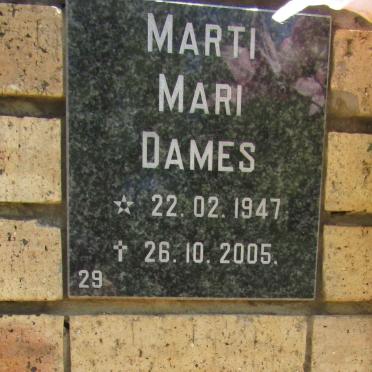 MARTI
MARI
DAMES
☆ 22.02.1947
✝ 26.10.2005.
29